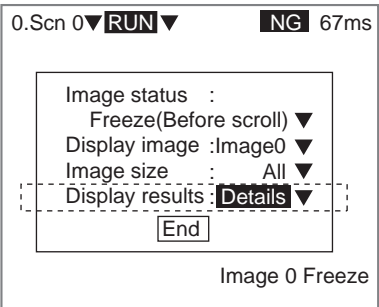 0.Scn 0▼ RUN ▼ NG 67ms
Image status :
Freeze(Before scroll) ▼
Display image :Image0 ▼
Image size : All ▼
Display results : Details ▼
End
Image 0 Freeze